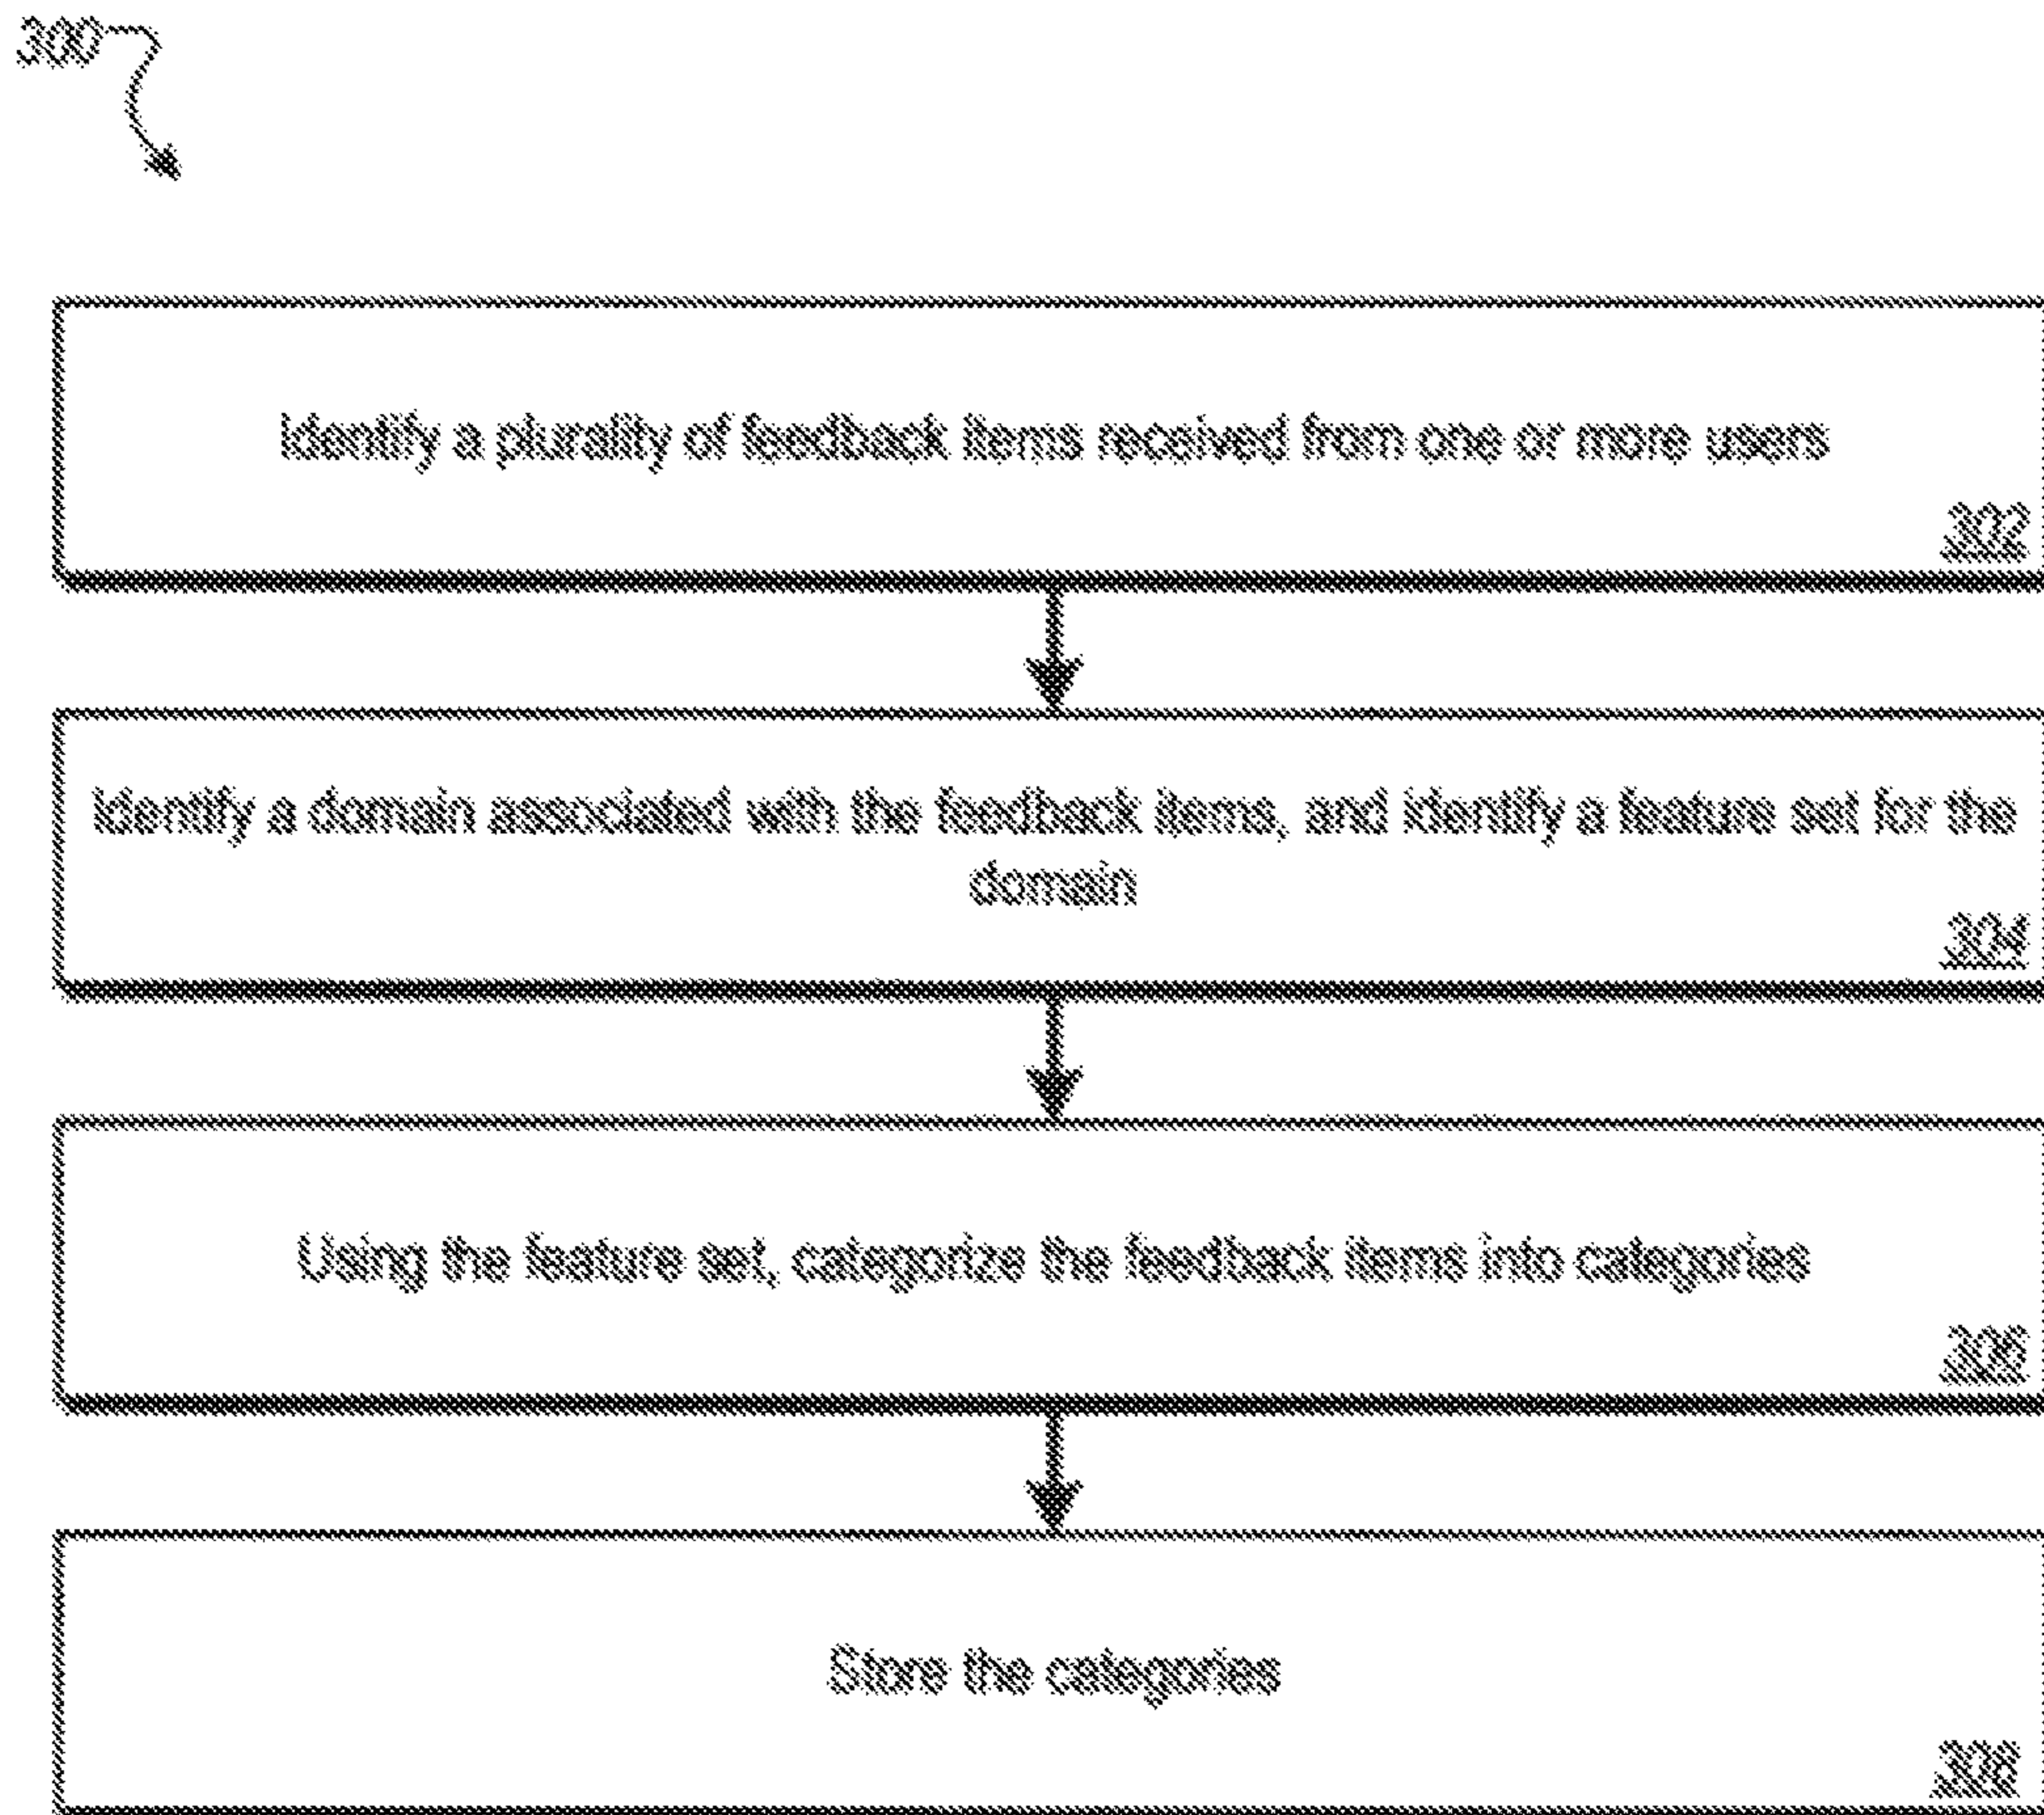 300
Identify a plurality of feedback items received from one or more users
302
Identify a domain associated with the feedback items, and identify a feature set for the
domain
304
Using the feature set, categorize the feedback items into categories
306
Store the categories
308